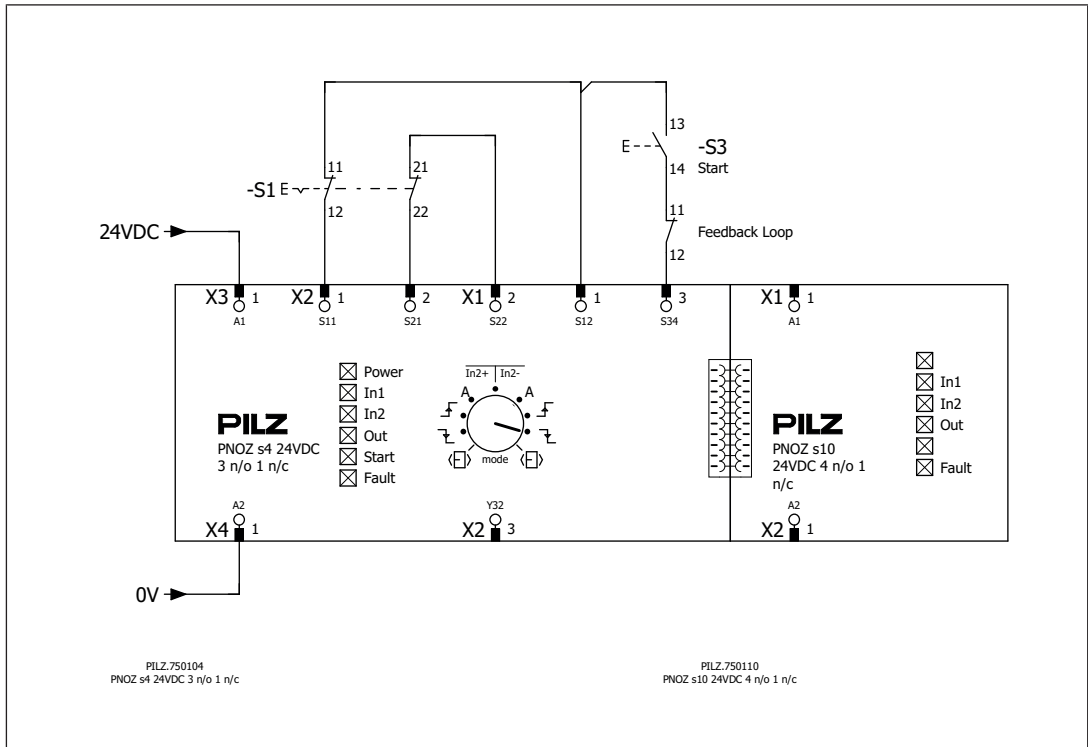 13
-S3
E
14 Start
11 21
-S1 E
12 22
11
Feedback Loop
12
24VDC
X3 1 X2 1 2 X1 2 1 3 X1 1
A1 S11 S21 S22 S12 S34 A1
Power
In1
In2
Out
Start
Fault
In2+ In2-
A A
E mode E
PILZ
PNOZ s4 24VDC
3 n/o 1 n/c
In1
In2
Out
Fault
PILZ
PNOZ s10
24VDC 4 n/o 1
n/c
A2 Y32 A2
X4 1 X2 3 X2 1
0V
PILZ.750104
PNOZ s4 24VDC 3 n/o 1 n/c
PILZ.750110
PNOZ s10 24VDC 4 n/o 1 n/c